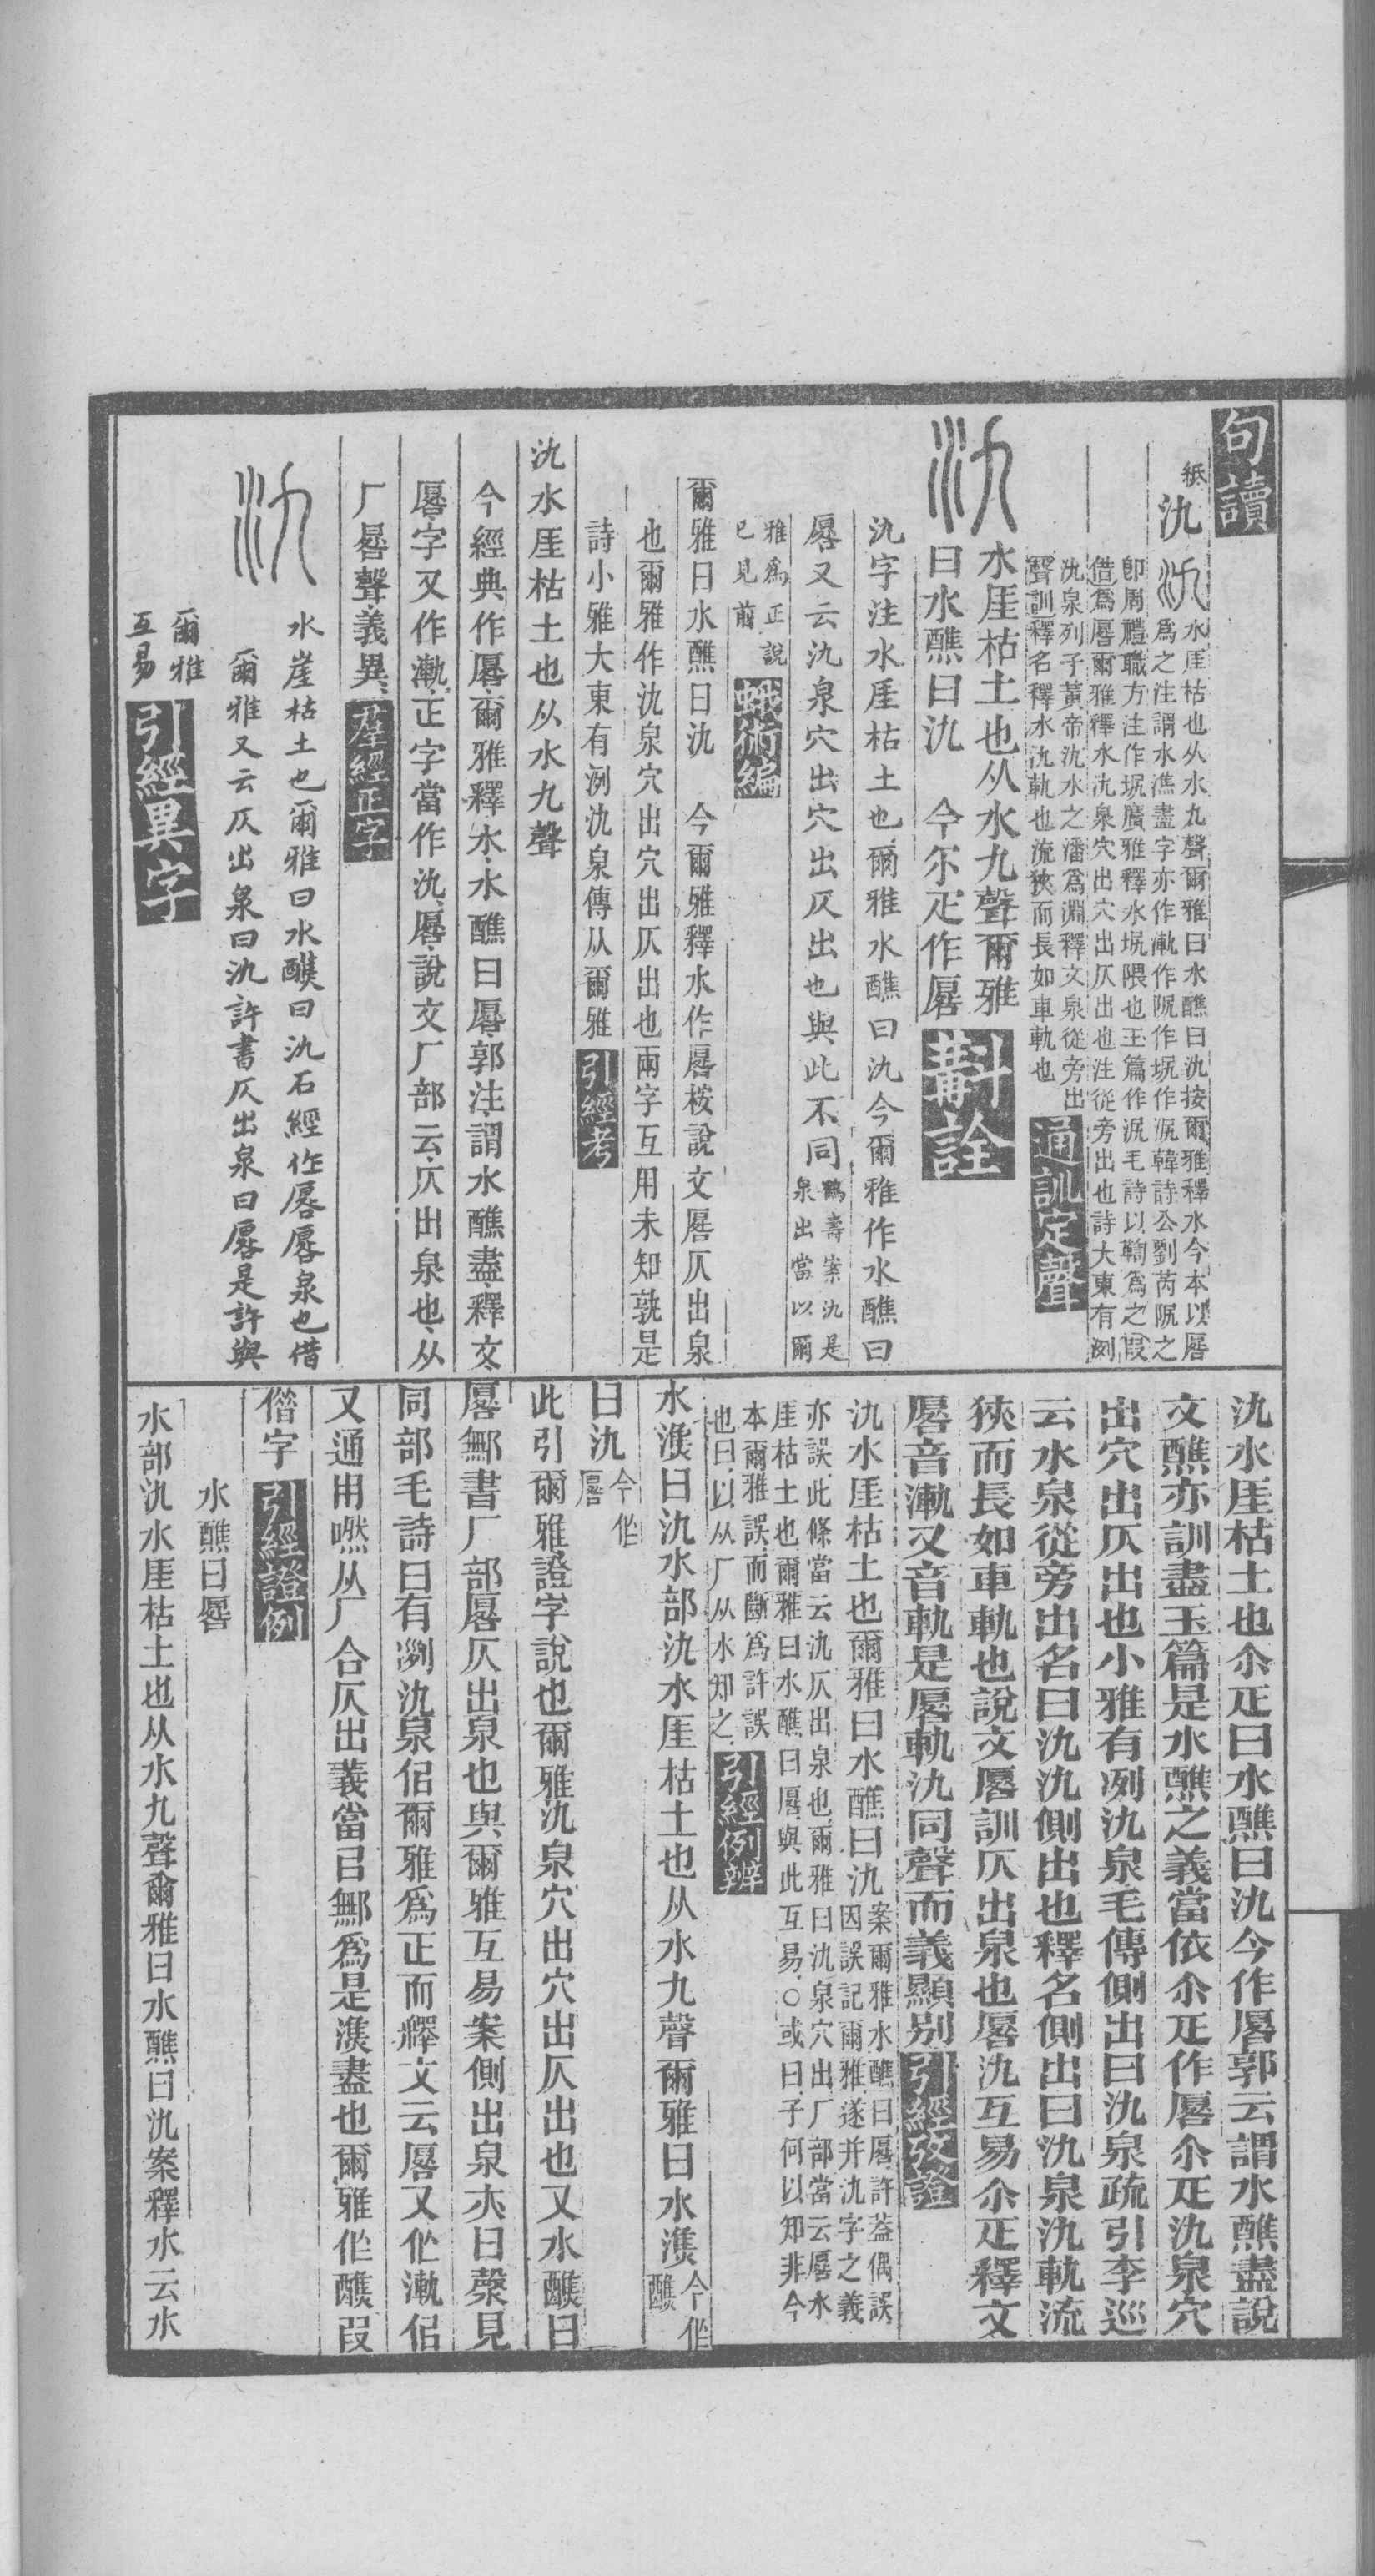 句讀
紙 氿 水厓枯也从水九聲爾雅曰水醮曰氿按爾雅釋水今本以厬
爲之注謂水漅盡字亦作漸作阮作坈作沉韓詩公劉芮阮之
卽周禮職方注作坭廣雅釋水坭隈也玉篇作泥毛詩以鞫爲之叚
借爲厬爾雅釋水氿泉穴出穴出仄出也注從旁出也詩大東有洌
氿泉列子黃帝氿水之潘爲淵釋文泉從旁出
聲訓釋名釋水氿軌也流狹而長如車軌也 通訓定聲
氿 水厓枯土也从水九聲爾雅
曰水醮曰氿 今尒疋作厬 斠詮
氿字注水厓枯土也爾雅水醮曰氿今爾雅作水醮曰
厬又云氿泉穴出穴出仄出也與此不同 鶴壽案氿是
泉出當以爾
雅爲正說
已見前 蛾術編
爾雅曰水醮曰氿 今爾雅釋水作厬桉說文厬仄出泉
也爾雅作氿泉穴出穴出仄出也兩字互用未知孰是
詩小雅大東有洌氿泉傳从爾雅 引經考
氿水厓枯土也从水九聲
今經典作厬爾雅釋水水醮曰厬郭注謂水醮盡釋文
厬字又作漸正字當作氿厬說文厂部云仄出泉也从
厂晷聲義異 羣經正字
氿 水崖枯土也爾雅曰水醮曰氿石經作厬厬泉也借
爾雅又云仄出泉曰氿許書仄出泉曰厬是許與
爾雅
互易 引經異字
氿水厓枯土也尒疋曰水醮曰氿今作厬郭云謂水醮盡說
文醮亦訓盡玉篇是水醮之義當依尒疋作厬尒疋氿泉穴
出穴出仄出也小雅有冽氿泉毛傳側出曰氿泉疏引李巡
云水泉從旁出名曰氿氿側出也釋名側出曰氿泉氿軌流
狹而長如車軌也說文厬訓仄出泉也厬氿互易尒疋釋文
厬音漸又音軌是厬軌氿同聲而義顯別 引經攷證
氿水厓枯土也爾雅曰水醮曰氿 案爾雅水醮曰厬許葢偶誤
因誤記爾雅遂并氿字之義
亦誤此條當云氿仄出泉也爾雅曰氿泉穴出厂部當云厬水
厓枯土也爾雅曰水醮曰厬與此互易○或曰子何以知非今
本爾雅誤而斷爲許誤
也曰以从厂从水知之 引經例辨
水濮曰氿水部氿水厓枯土也从水九聲爾雅曰水漅 今作
醮
曰氿 今作
厬
此引爾雅證字說也爾雅氿泉穴出穴出仄出也又水醮曰
厬鄦書厂部厬仄出泉也與爾雅互易案側出泉亦曰漀見
同部毛詩曰有洌氿泉佀爾雅爲正而釋文云厬又作漸佀
又通用嘫从厂合仄出義當㠯鄦爲是漅盡也爾雅作醮叚
僭字 引經證例
水醮曰厬
水部氿水厓枯土也从水九聲爾雅曰水醮曰氿案釋水云水